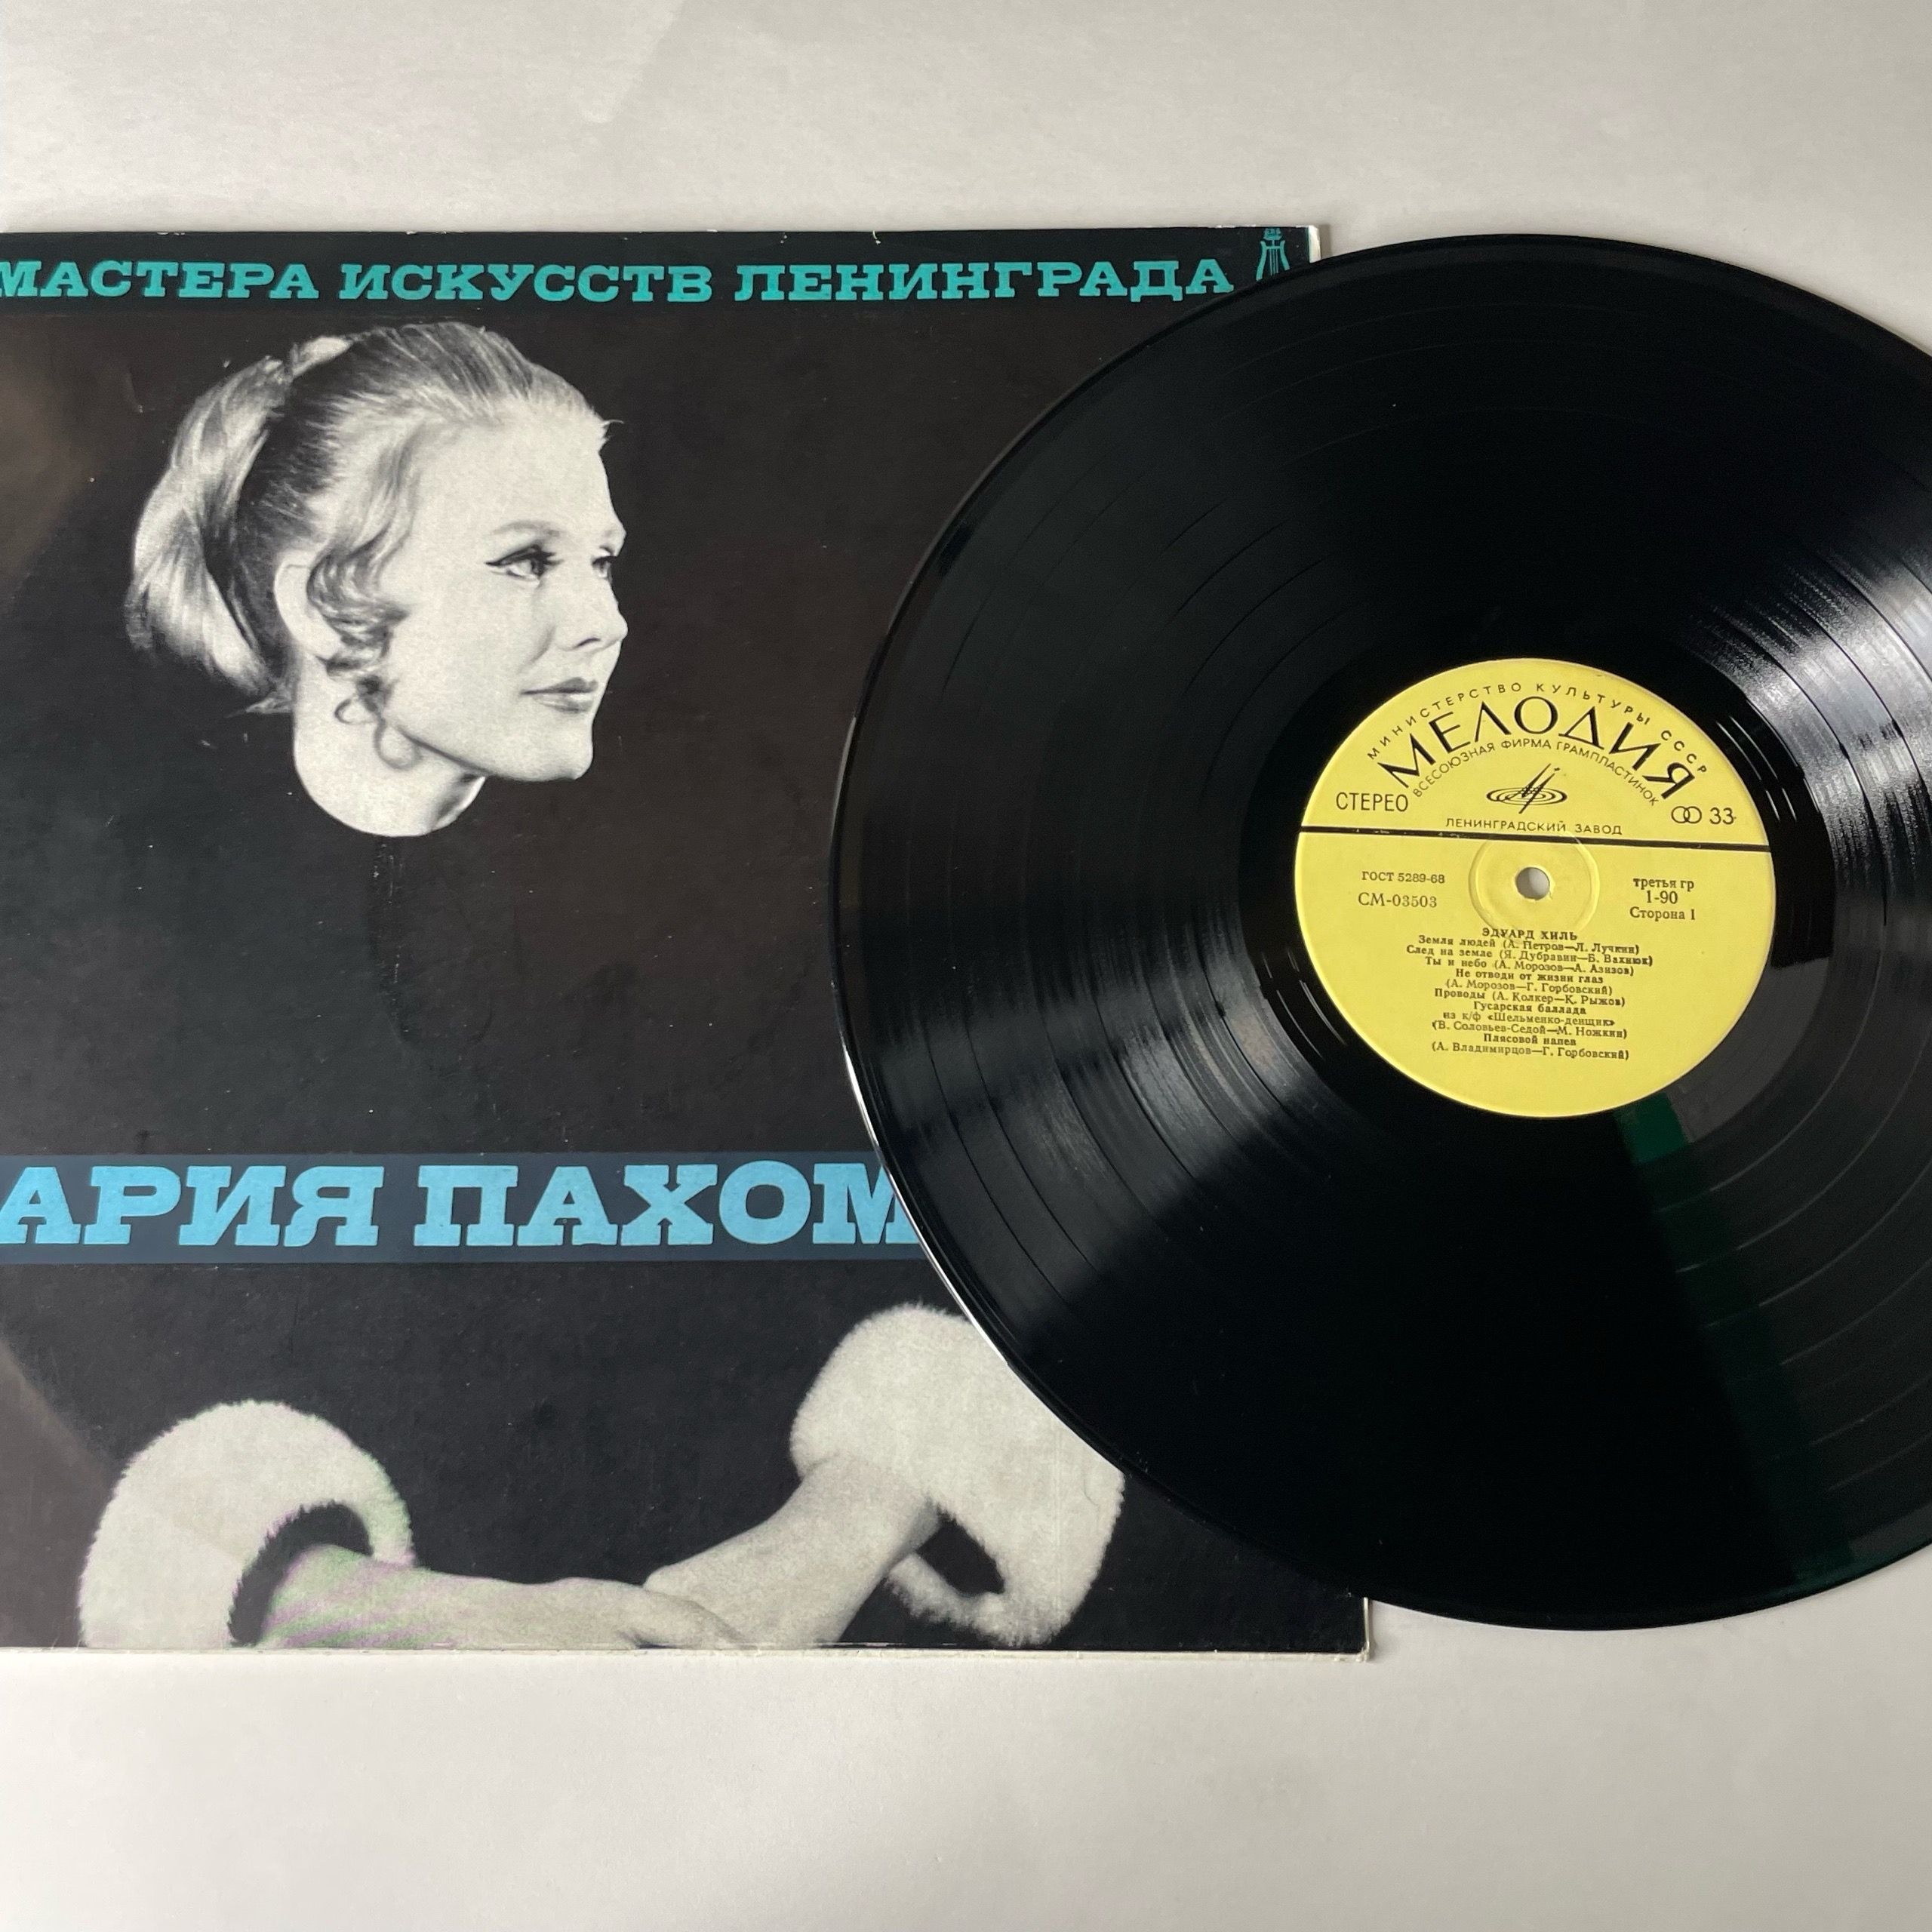 МАСТЕРА ИСКУССТВ ЛЕНИНГРАДА
АРИЯ ПАХОМ
МИНИСТЕРСТВО КУЛЬТУРЫ СССР
МЕЛОДИЯ
ВСЕСОЮЗНАЯ ФИРМА ГРАМПЛАСТИНОК
СТЕРЕО
33
ЛЕНИНГРАДСКИЙ ЗАВОД
ГОСТ 5289-68
СМ-03503
третья гр
1-90
Сторона 1
ЭДУАРД ХИЛЬ
Земля людей (А. Петров—Л. Лучкин)
След на земле (Я. Дубравин—Б. Вахнюк)
Ты и небо (А. Морозов—А. Азизов)
Не отводи от жизни глаз
(А. Морозов—Г. Горбовский)
Проводы (А. Колкер—К. Рыжов)
Гусарская баллада
из к/ф «Шельменко-денщик»
(В. Соловьев-Седой—М. Ножкин)
Плясовой напев
(А. Владимирцов—Г. Горбовский)